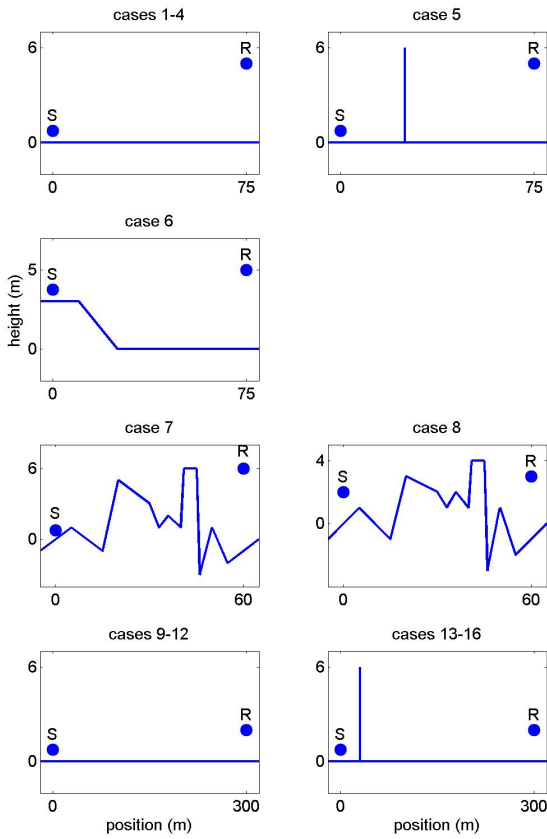 cases 1-4
6
0
S
R
0 75
case 5
6
0
S
R
0 75
case 6
height (m)
5
0
S
R
0 75
case 7
6
0
S
R
0 60
case 8
4
0
S
R
0 60
cases 9-12
6
0
S
R
0 300
position (m)
cases 13-16
6
0
S
R
0 300
position (m)